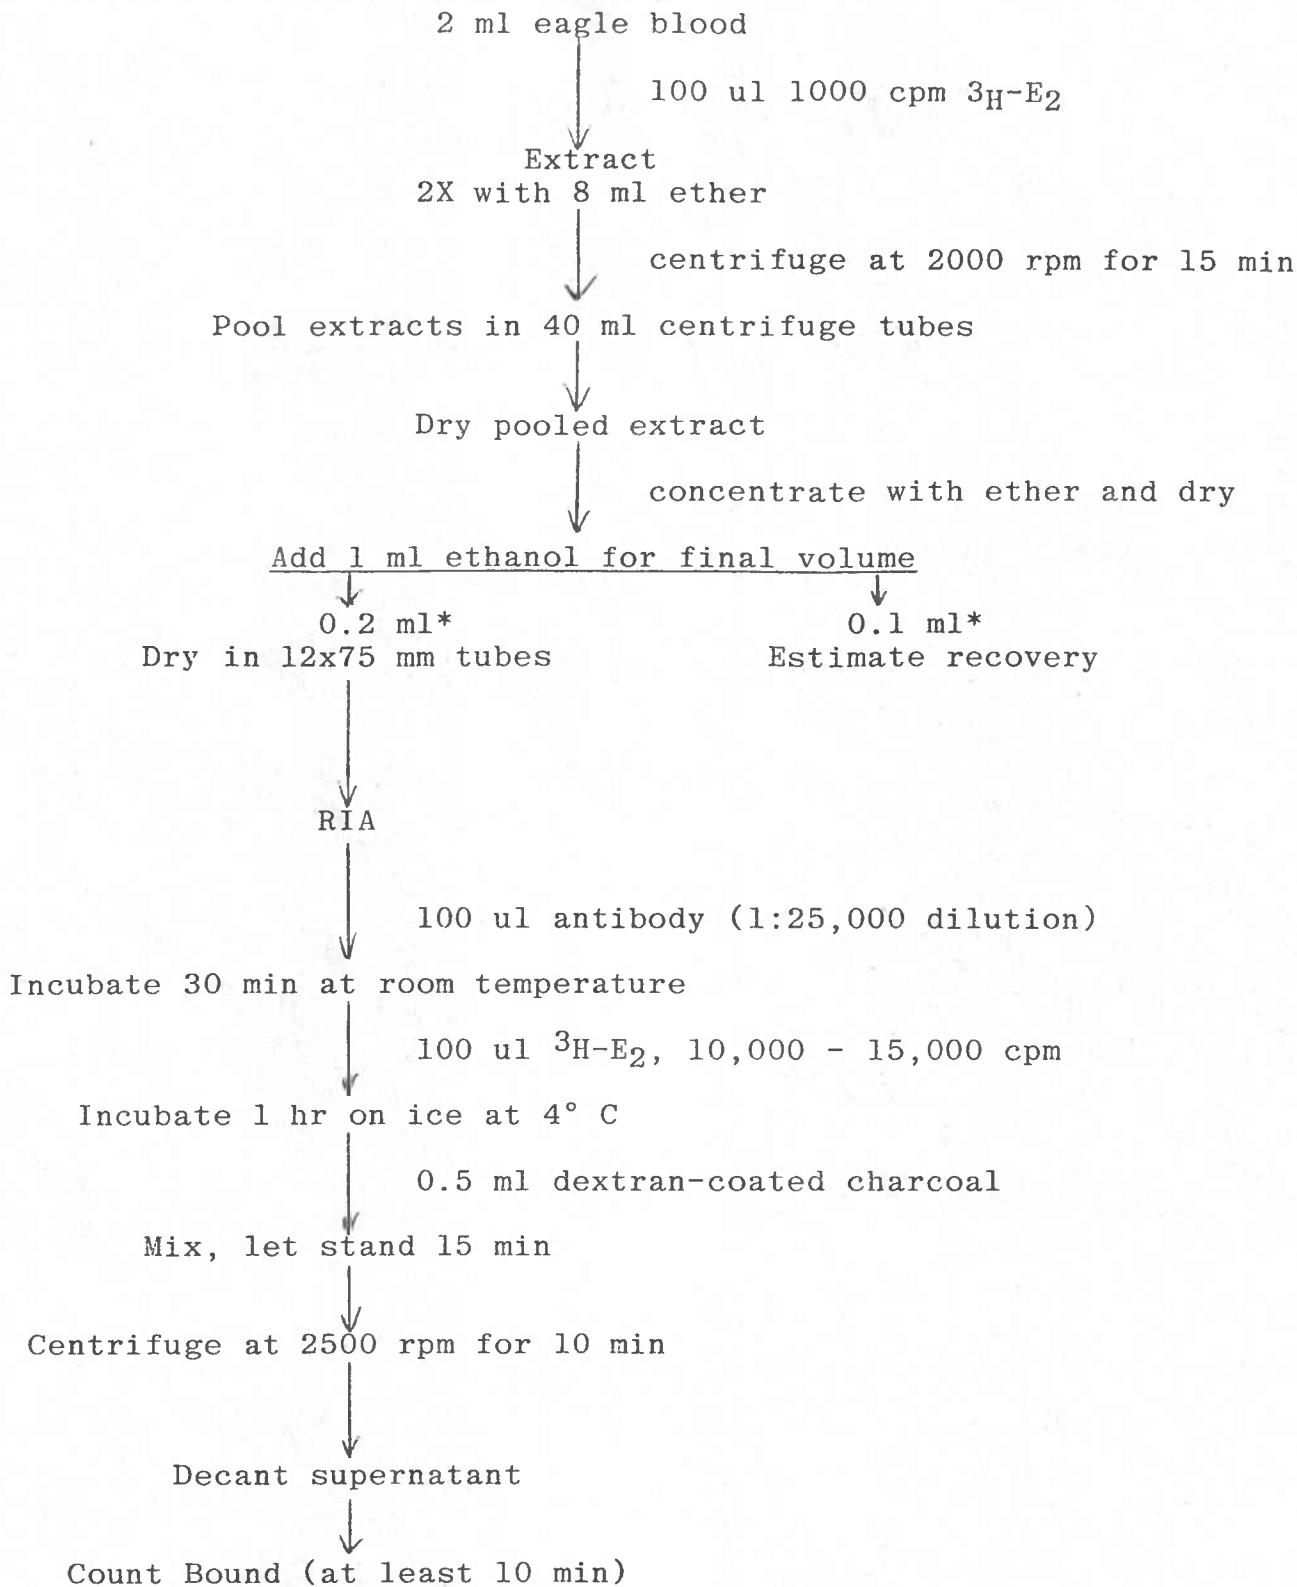 2 ml eagle blood
100 ul 1000 cpm 3H-E2
Extract
2X with 8 ml ether
centrifuge at 2000 rpm for 15 min
Pool extracts in 40 ml centrifuge tubes
Dry pooled extract
concentrate with ether and dry
Add 1 ml ethanol for final volume
0.2 ml*
Dry in 12x75 mm tubes
0.1 ml*
Estimate recovery
RIA
100 ul antibody (1:25,000 dilution)
Incubate 30 min at room temperature
100 ul ³H-E₂, 10,000 - 15,000 cpm
Incubate 1 hr on ice at 4° C
0.5 ml dextran-coated charcoal
Mix, let stand 15 min
Centrifuge at 2500 rpm for 10 min
Decant supernatant
Count Bound (at least 10 min)